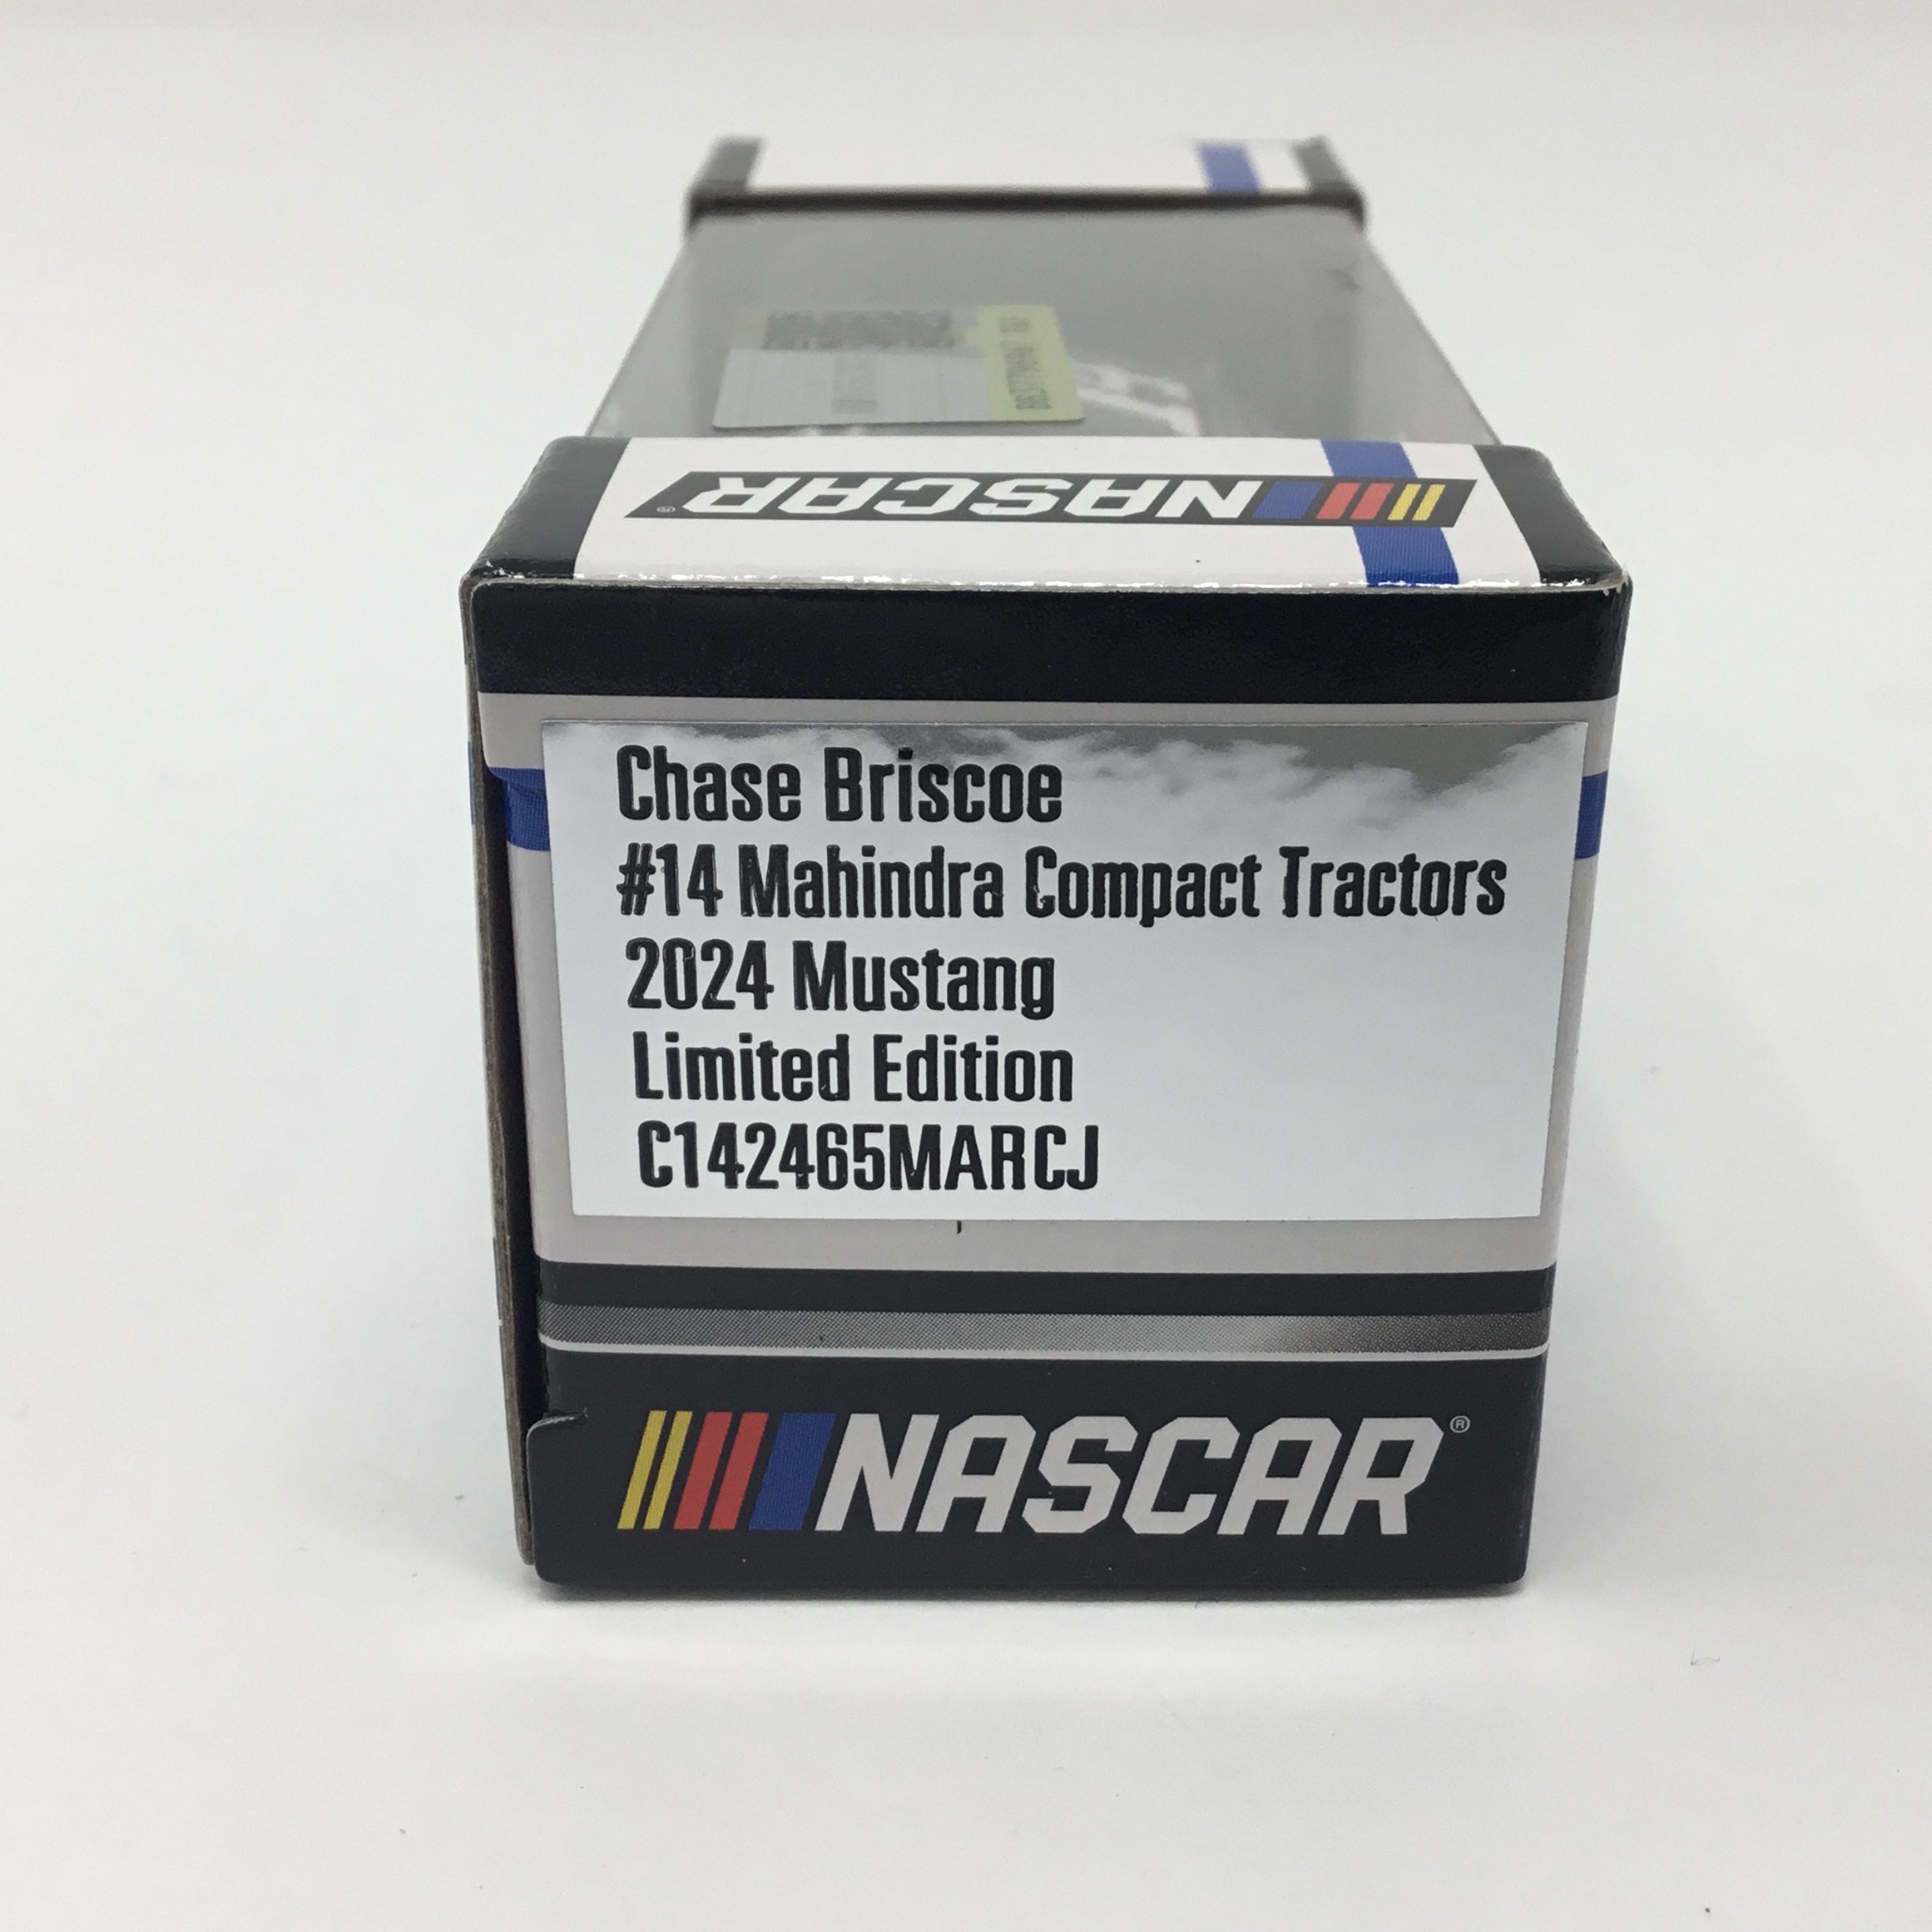 NASCAR®
Chase Briscoe
#14 Mahindra Compact Tractors
2024 Mustang
Limited Edition
C142465MARCJ
NASCAR®